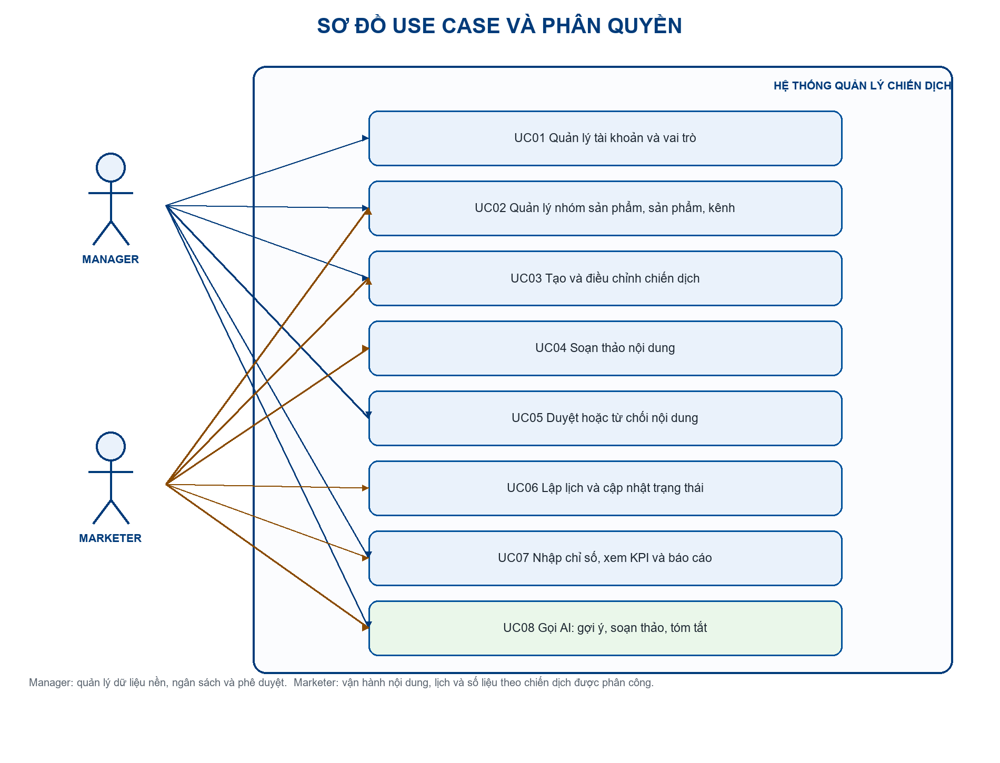 SƠ ĐỒ USE CASE VÀ PHÂN QUYỀN
HỆ THỐNG QUẢN LÝ CHIẾN DỊCH
UC01 Quản lý tài khoản và vai trò
UC02 Quản lý nhóm sản phẩm, sản phẩm, kênh
MANAGER
UC03 Tạo và điều chỉnh chiến dịch
UC04 Soạn thảo nội dung
UC05 Duyệt hoặc từ chối nội dung
UC06 Lập lịch và cập nhật trạng thái
MARKETER
UC07 Nhập chỉ số, xem KPI và báo cáo
UC08 Gọi AI: gợi ý, soạn thảo, tóm tắt
Manager: quản lý dữ liệu nền, ngân sách và phê duyệt.  Marketer: vận hành nội dung, lịch và số liệu theo chiến dịch được phân công.